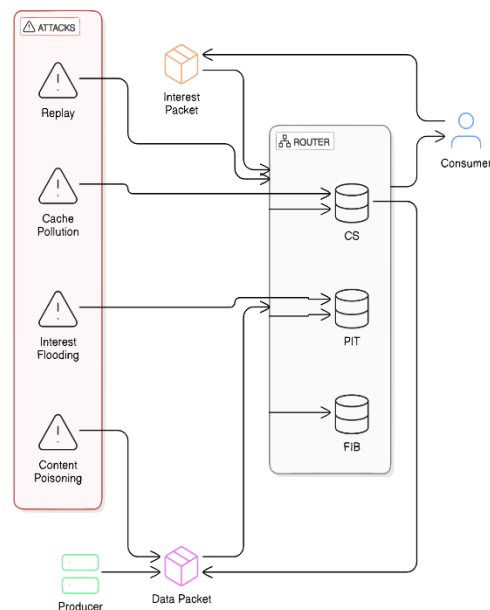 ATTACKS
Replay
Cache
Pollution
Interest
Flooding
Content
Poisoning
Interest
Packet
ROUTER
CS
PIT
FIB
Consumer
Producer
Data Packet